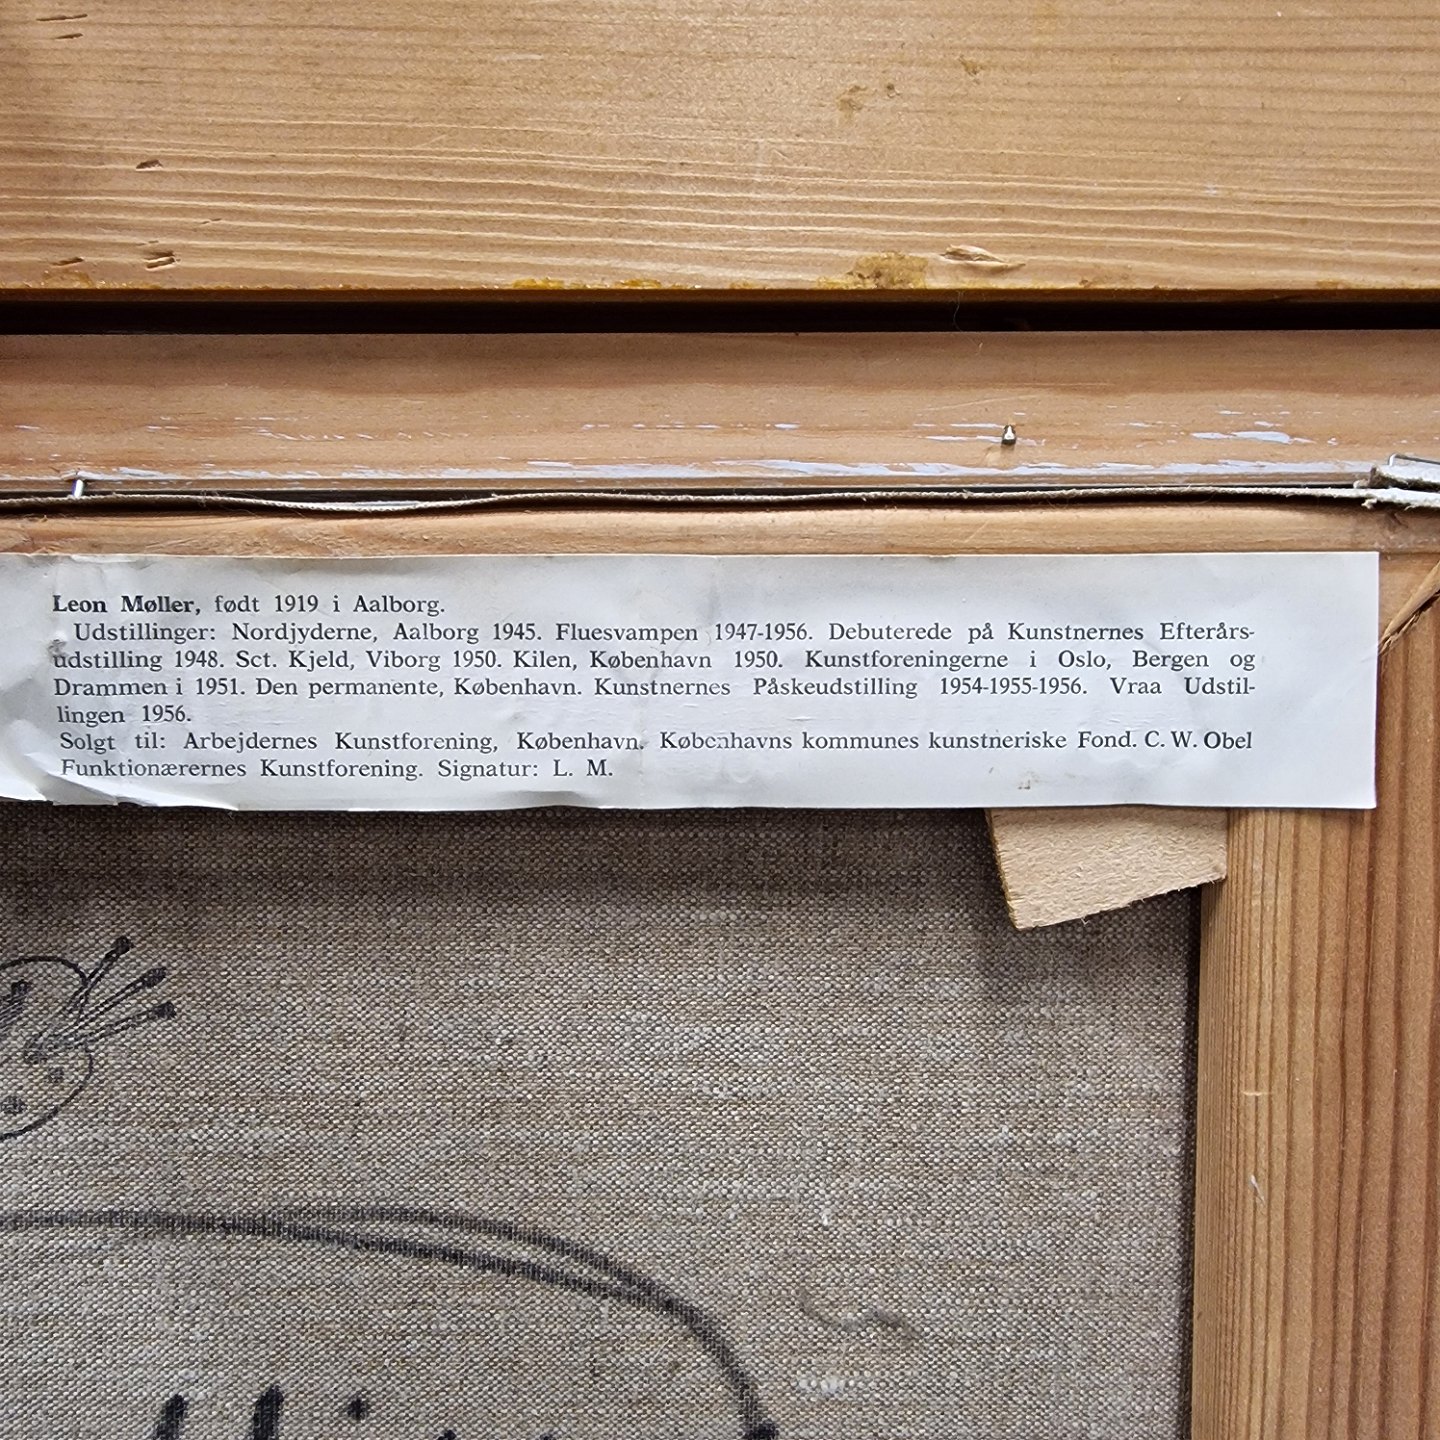 Leon Møller, født 1919 i Aalborg.
Udstillinger: Nordjyderne, Aalborg 1945. Fluesvampen 1947-1956. Debuterede på Kunstnernes Efterårs-
udstilling 1948. Sct. Kjeld, Viborg 1950. Kilen, København 1950. Kunstforeningerne i Oslo, Bergen og
Drammen i 1951. Den permanente, København. Kunstnernes Påskeudstilling 1954-1955-1956. Vraa Udstil-
lingen 1956.
Solgt til: Arbejdernes Kunstforening, København. Københavns kommunes kunstneriske Fond. C. W. Obel
Funktionærernes Kunstforening. Signatur: L. M.